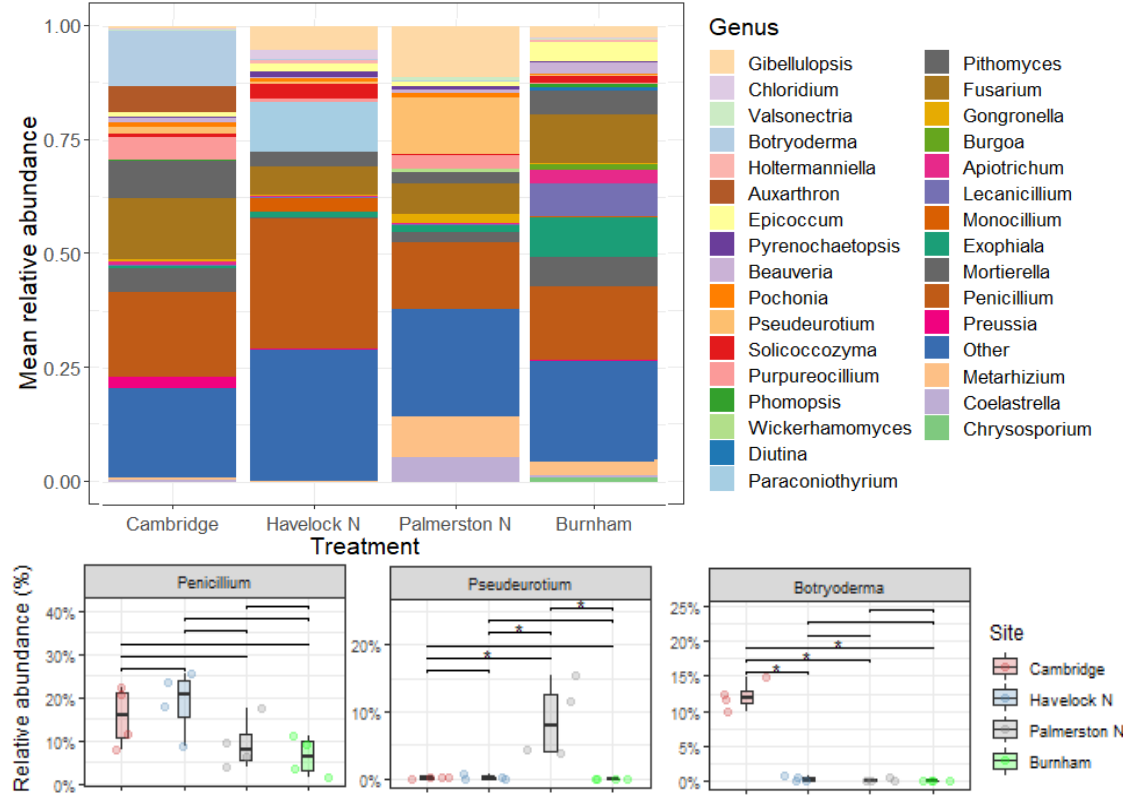 1.00
0.75
0.50
0.25
0.00
Mean relative abundance
Cambridge Havelock N Palmerston N Burnham
Treatment
Genus
Gibellulopsis
Chloridium
Valsonectria
Botryoderma
Holtermanniella
Auxarthron
Epicoccum
Pyrenochaetopsis
Beauveria
Pochonia
Pseudeurotium
Solicoccozyma
Purpureocillium
Phomopsis
Wickerhamomyces
Diutina
Paraconiothyrium
Pithomyces
Fusarium
Gongronella
Burgoa
Apiotrichum
Lecanicillium
Monocillium
Exophiala
Mortierella
Penicillium
Preussia
Other
Metarhizium
Coelastrella
Chrysosporium
Relative abundance (%)
Penicillium
40%
30%
20%
10%
0%
Pseudeurotium
20%
10%
0%
*
*
*
Botryoderma
25%
20%
15%
10%
5%
0%
*
*
*
Site
Cambridge
Havelock N
Palmerston N
Burnham